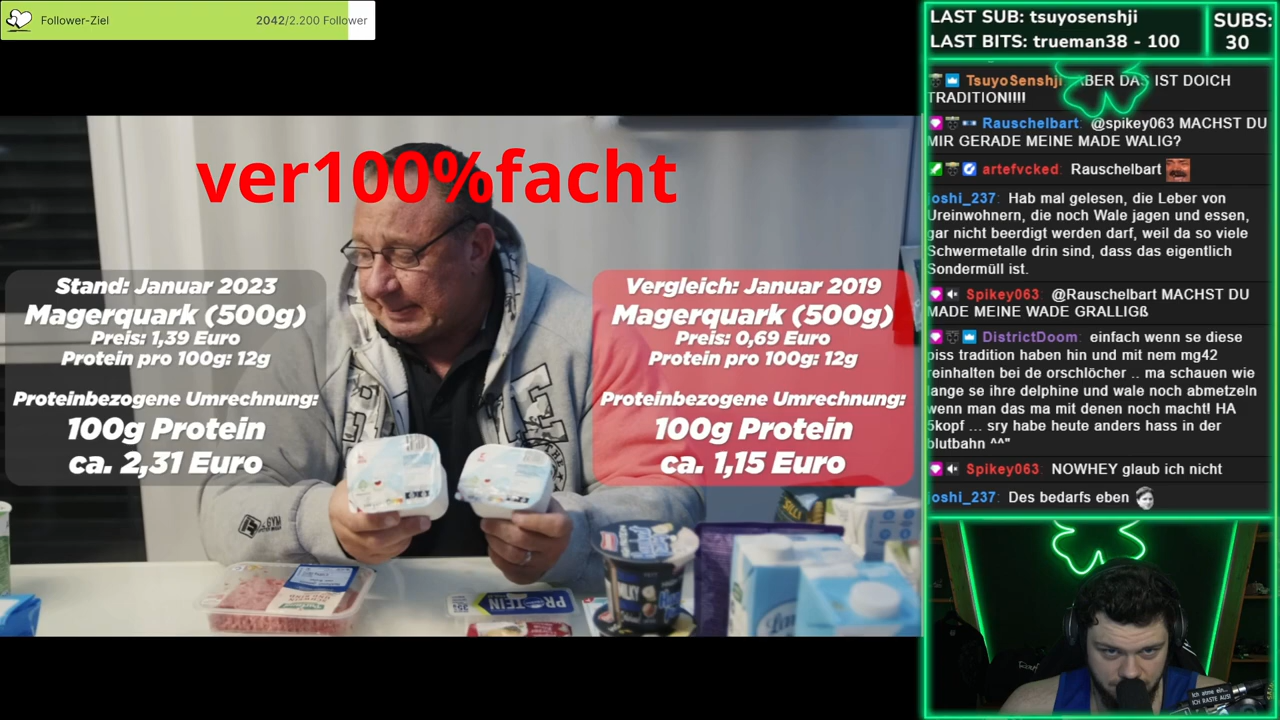 Follower-Ziel
2042/2.200 Follower
ver100%facht
Stand: Januar 2023
Magerquark (500g)
Preis: 1,39 Euro
Protein pro 100g: 12g
Proteinbezogene Umrechnung:
100g Protein
ca. 2,31 Euro
Vergleich: Januar 2019
Magerquark (500g)
Preis: 0,69 Euro
Protein pro 100g: 12g
Proteinbezogene Umrechnung:
100g Protein
ca. 1,15 Euro
PROTEIN
LAST SUB: tsuyosenshji
LAST BITS: trueman38 - 100
SUBS:
30
TsuyoSenshji: ABER DAS IST DOICH
TRADITION!!!!
Rauschelbart: @spikey063 MACHST DU
MIR GERADE MEINE MADE WALIG?
artefvcked: Rauschelbart
joshi_237: Hab mal gelesen, die Leber von
Ureinwohnern, die noch Wale jagen und essen,
gar nicht beerdigt werden darf, weil da so viele
Schwermetalle drin sind, dass das eigentlich
Sondermüll ist.
Spikey063: @Rauschelbart MACHST DU
MADE MEINE WADE GRALLIGß
DistrictDoom: einfach wenn se diese
piss tradition haben hin und mit nem mg42
reinhalten bei de orschlöcher .. ma schauen wie
lange se ihre delphine und wale noch abmetzeln
wenn man das ma mit denen noch macht! HA
5kopf ... sry habe heute anders hass in der
blutbahn ^^"
Spikey063: NOWHEY glaub ich nicht
joshi_237: Des bedarfs eben
Ich atme ein...
ICH RASTE AUS!